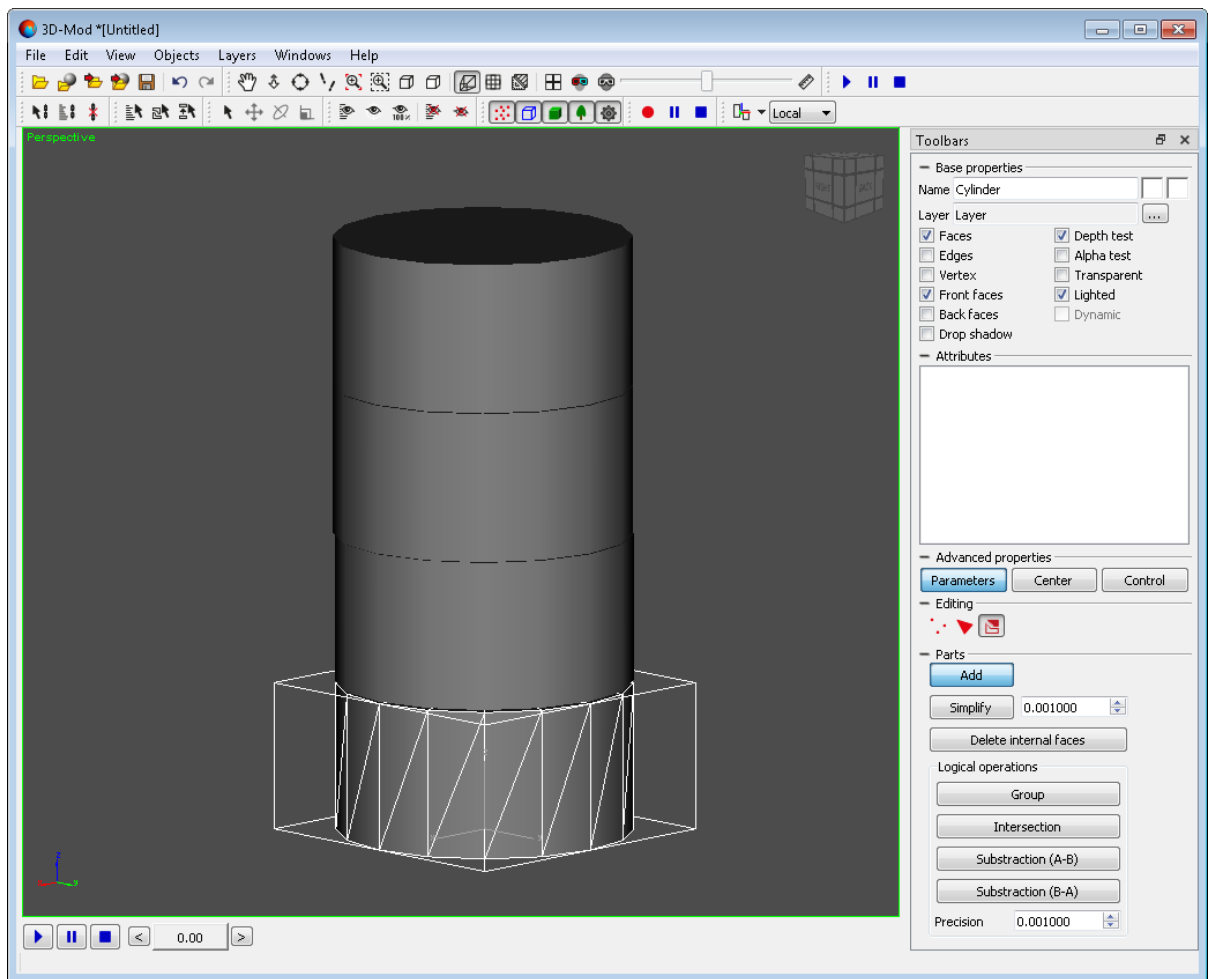 3D-Mod *[Untitled]
File Edit View Objects Layers Windows Help
100%
Local
Perspective
RIGHT BACK
Toolbars
Base properties
Name Cylinder
Layer Layer ...
Faces Depth test
Edges Alpha test
Vertex Transparent
Front faces Lighted
Back faces Dynamic
Drop shadow
Attributes
Advanced properties
Parameters Center Control
Editing
Parts
Add
Simplify 0.001000
Delete internal faces
Logical operations
Group
Intersection
Substraction (A-B)
Substraction (B-A)
Precision 0.001000
z
x y
< 0.00 >